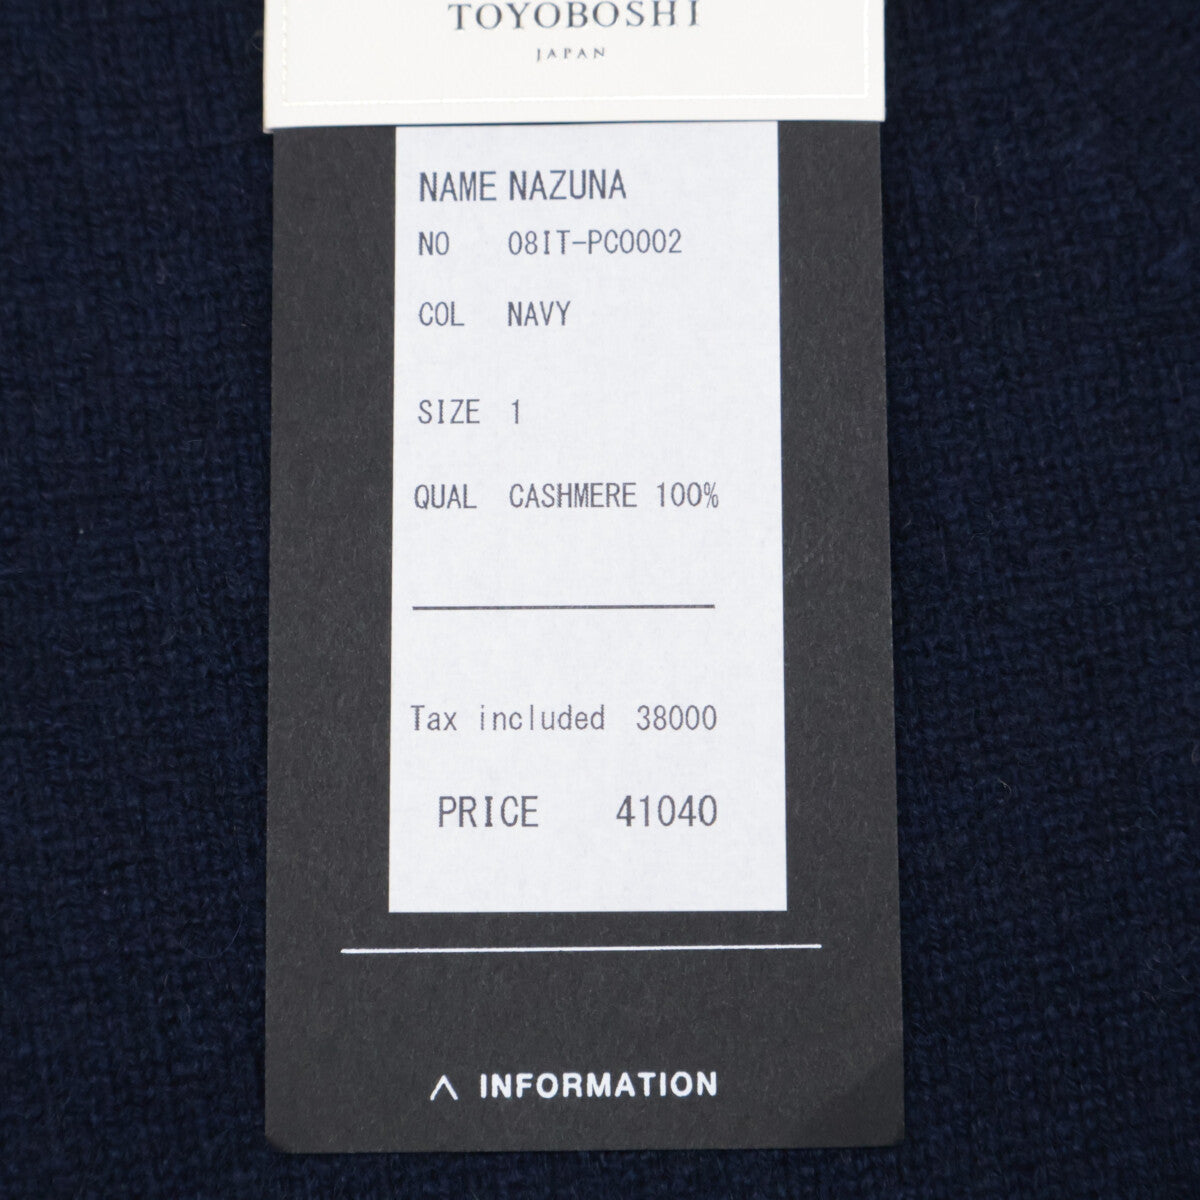 TOYOBOSHI
JAPAN
NAME NAZUNA
NO 08IT-PC0002
COL NAVY
SIZE 1
QUAL CASHMERE 100%
Tax included 38000
PRICE 41040
Λ INFORMATION